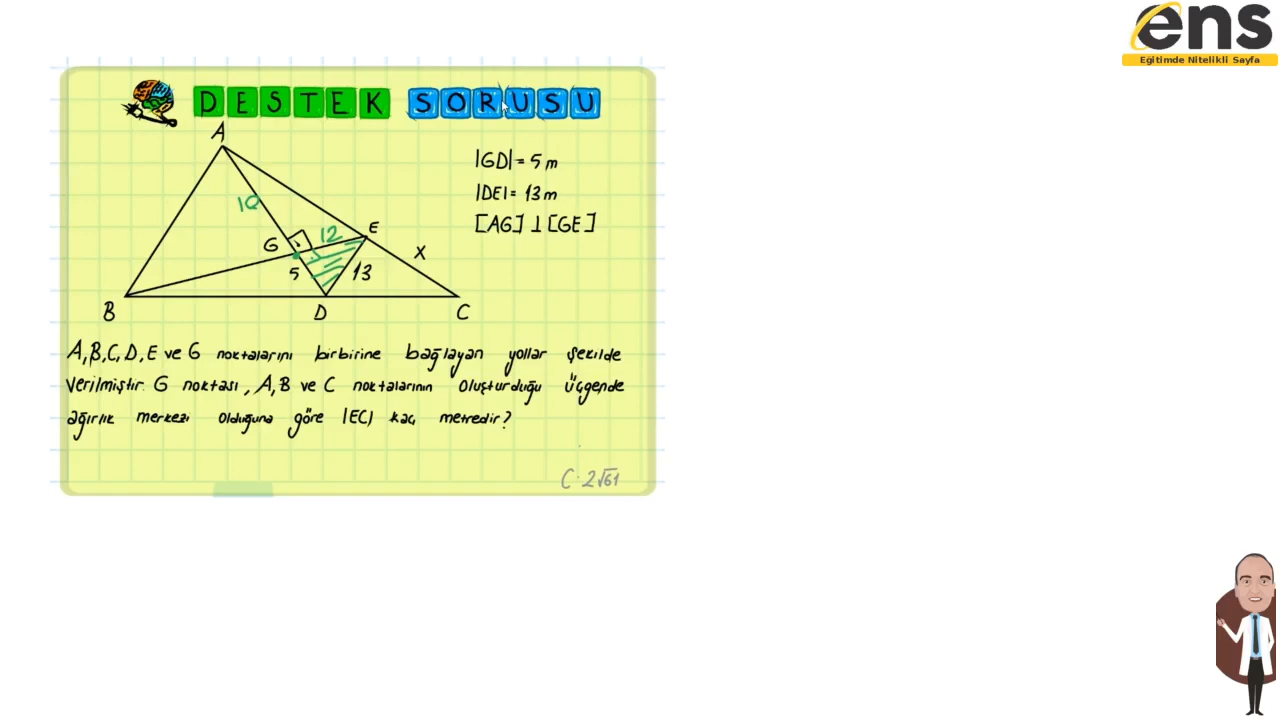 ens
Eğitimde Nitelikli Sayfa
DESTEK SORUSU
A
|GD| = 5 m
|DE| = 13 m
[AG] ⊥ [GE]
10
12
E
G
X
5
13
B
D
C
A,B,C,D,E ve G noktalarını birbirine bağlayan yollar şekilde
verilmiştir. G noktası, A,B ve C noktalarının oluşturduğu üçgende
ağırlık merkezi olduğuna göre |EC| kaç metredir?
C: 2√61